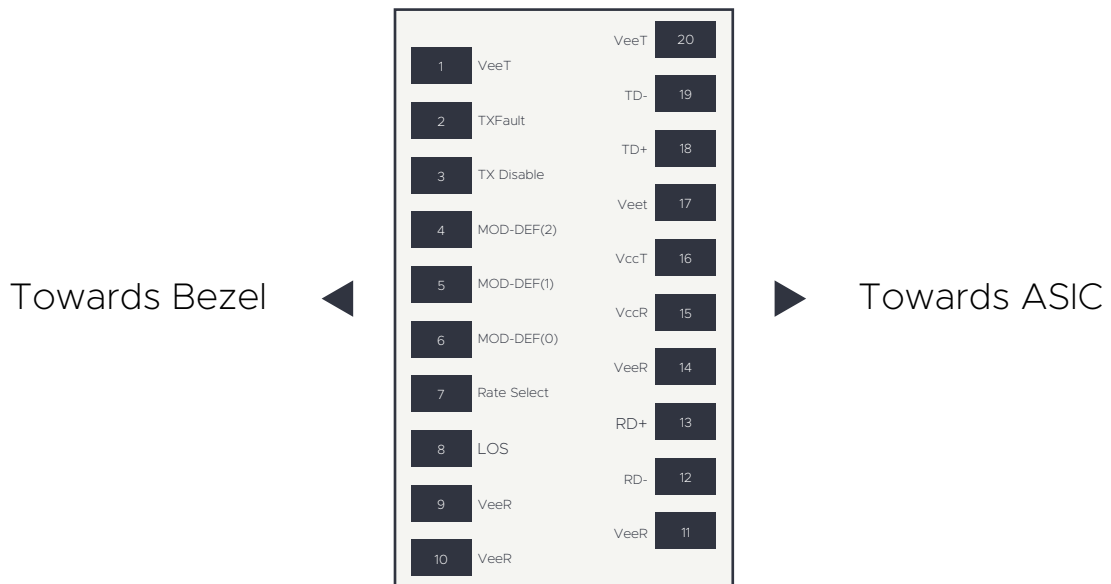 VeeT 20
1 VeeT
TD- 19
2 TXFault
TD+ 18
3 TX Disable
Veet 17
4 MOD-DEF(2)
VccT 16
Towards Bezel
5 MOD-DEF(1)
Towards ASIC
VccR 15
6 MOD-DEF(0)
VeeR 14
7 Rate Select
RD+ 13
8 LOS
RD- 12
9 VeeR
VeeR 11
10 VeeR